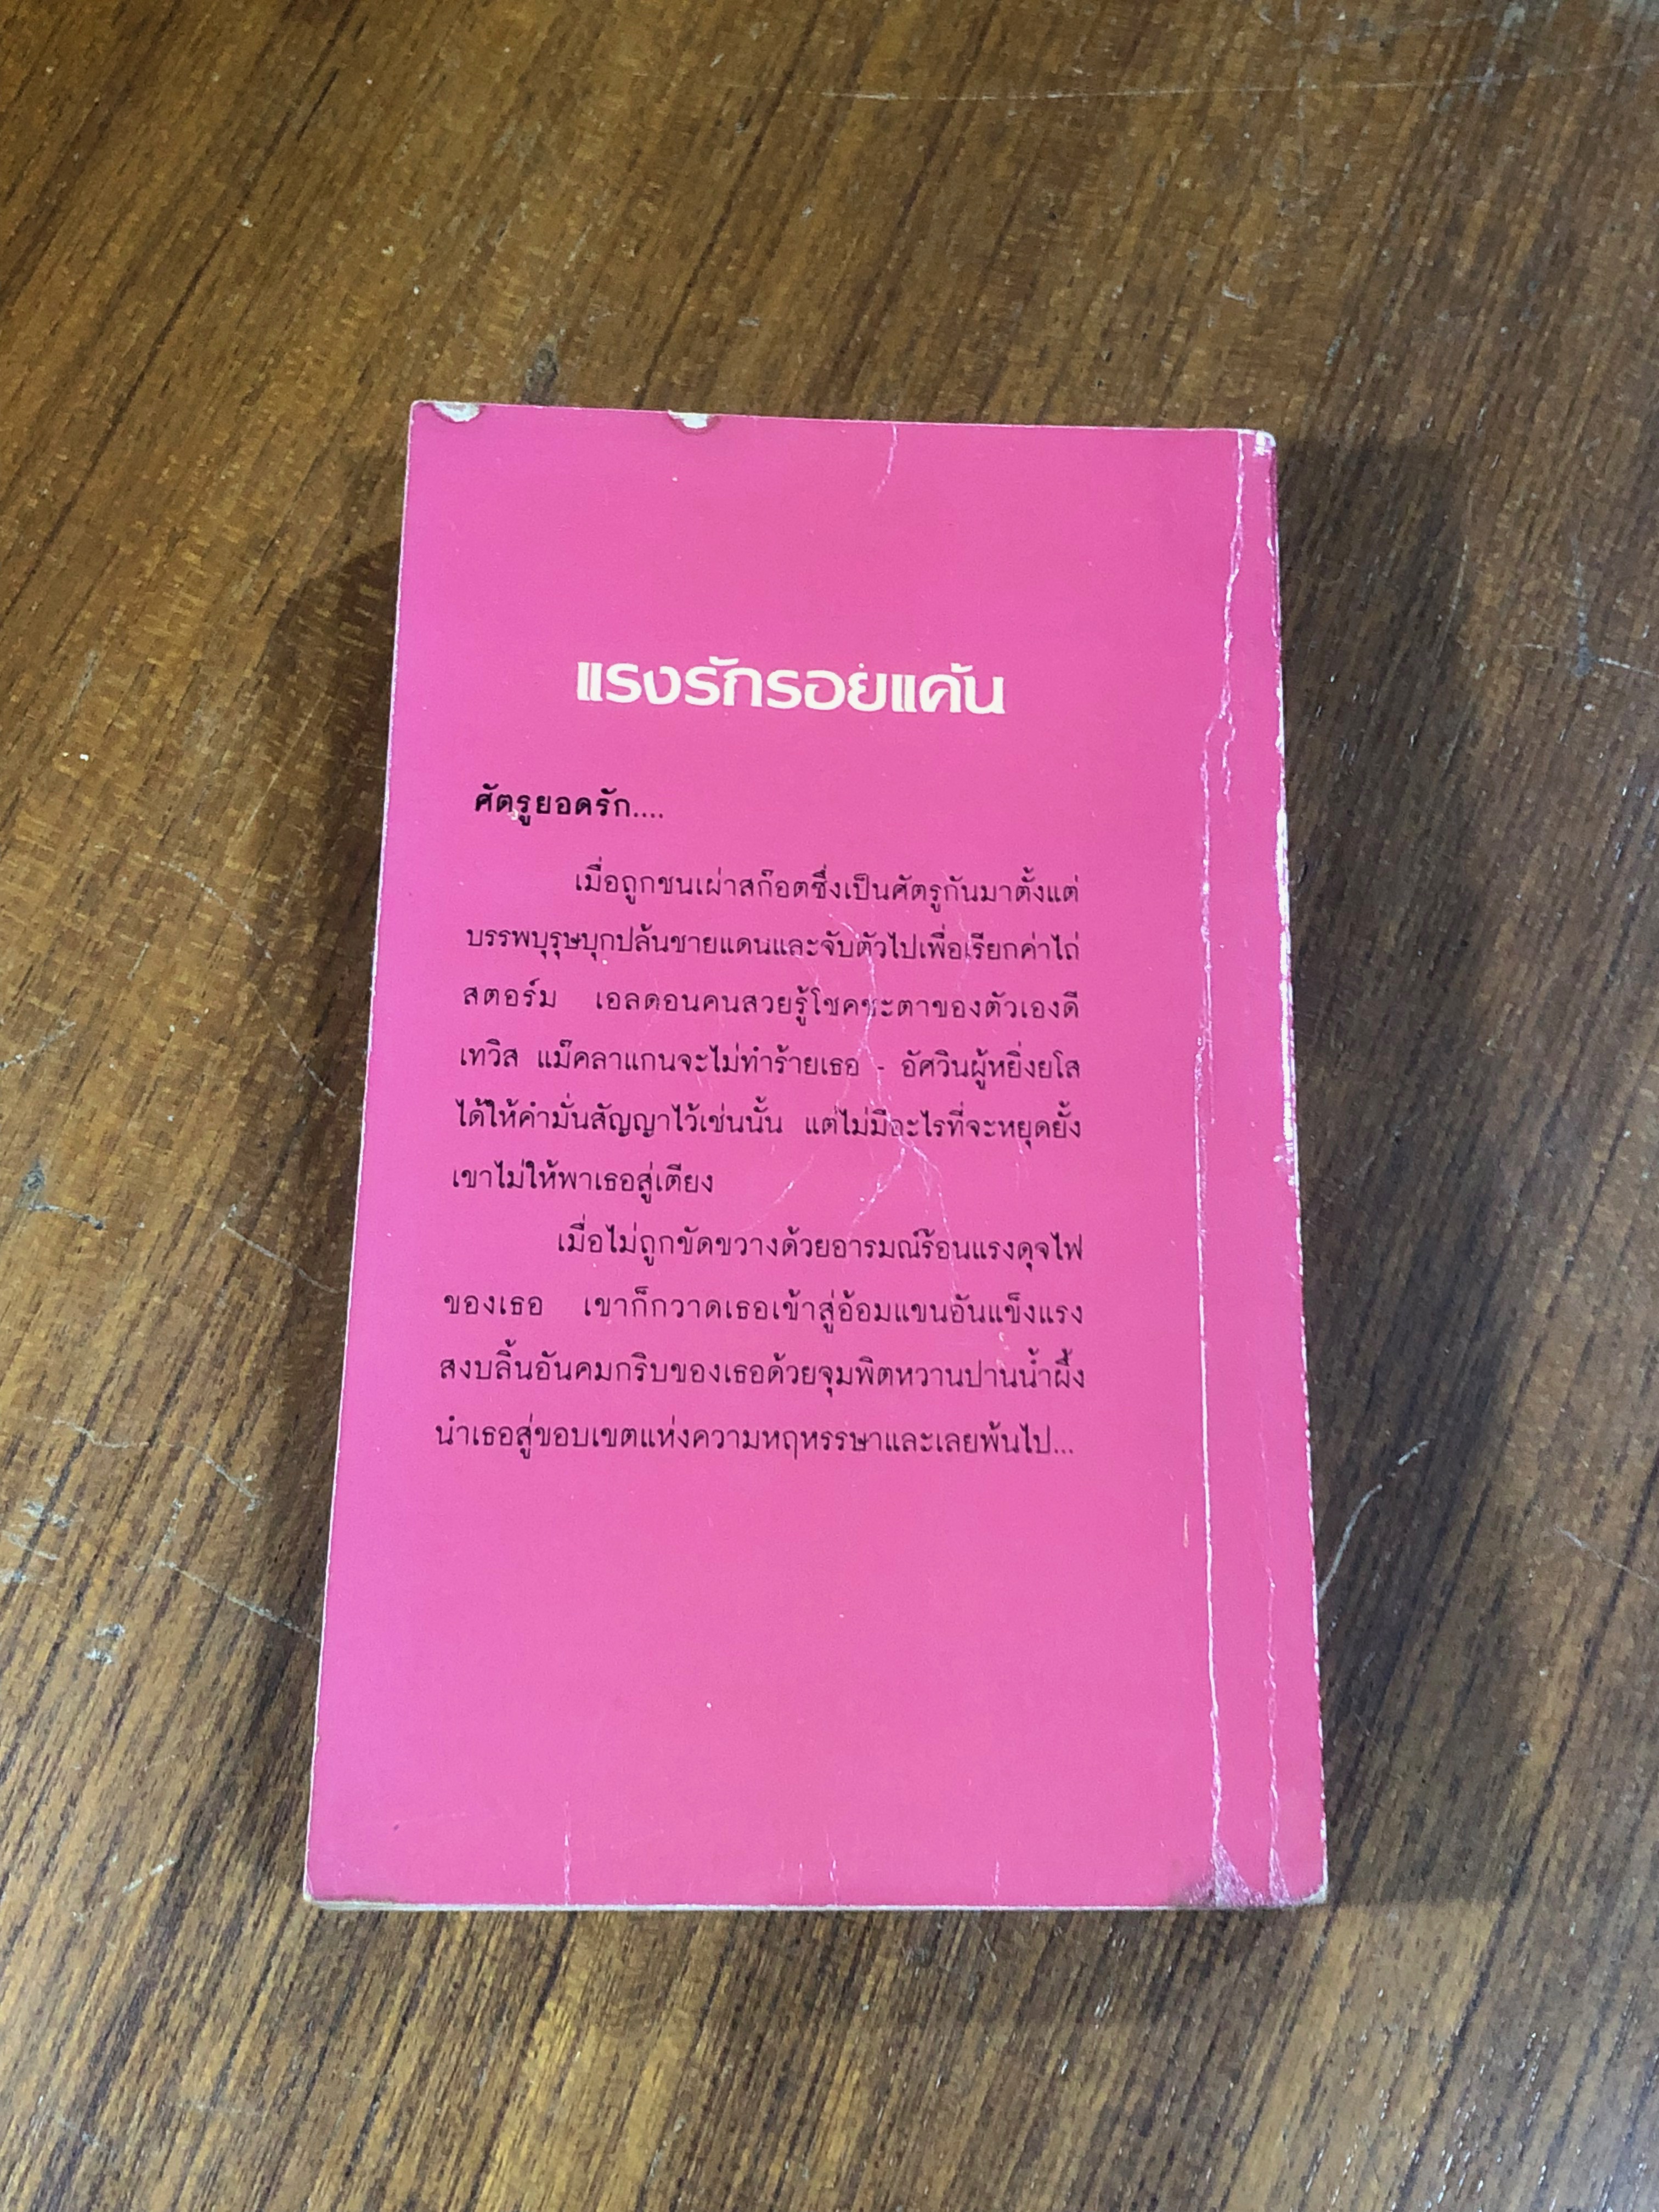 แรงรักรอยแค้น
ศัตรูยอดรัก....
เมื่อถูกชนเผ่าสก๊อตซึ่งเป็นศัตรูกันมาตั้งแต่
บรรพบุรุษบุกปล้นชายแดนและจับตัวไปเพื่อเรียกค่าไถ่
สตอร์ม เอลดอนคนสวยรู้โชคชะตาของตัวเองดี
เทวิส แม๊คลาแกนจะไม่ทำร้ายเธอ - อัศวินผู้หยิ่งยโส
ได้ให้คำมั่นสัญญาไว้เช่นนั้น แต่ไม่มีอะไรที่จะหยุดยั้ง
เขาไม่ให้พาเธอสู่เตียง
เมื่อไม่ถูกขัดขวางด้วยอารมณ์ร้อนแรงดุจไฟ
ของเธอ เขาก็กวาดเธอเข้าสู่อ้อมแขนอันแข็งแรง
สงบลิ้นอันคมกริบของเธอด้วยจุมพิตหวานปานน้ำผึ้ง
นำเธอสู่ขอบเขตแห่งความหฤหรรษาและเลยพ้นไป...